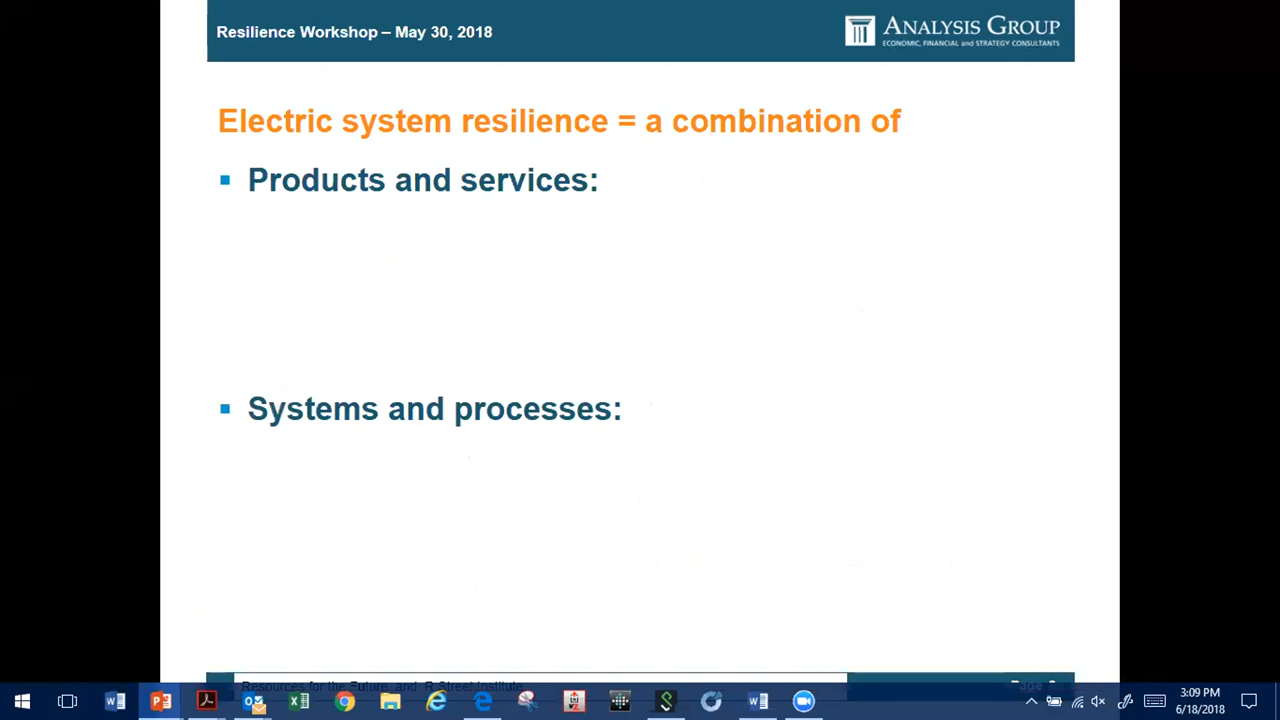 Resilience Workshop – May 30, 2018
ANALYSIS GROUP
ECONOMIC, FINANCIAL and STRATEGY CONSULTANTS
Electric system resilience = a combination of
Products and services:
Systems and processes:
Resources for the Future and R Street Institute
Page
3:09 PM
6/18/2018